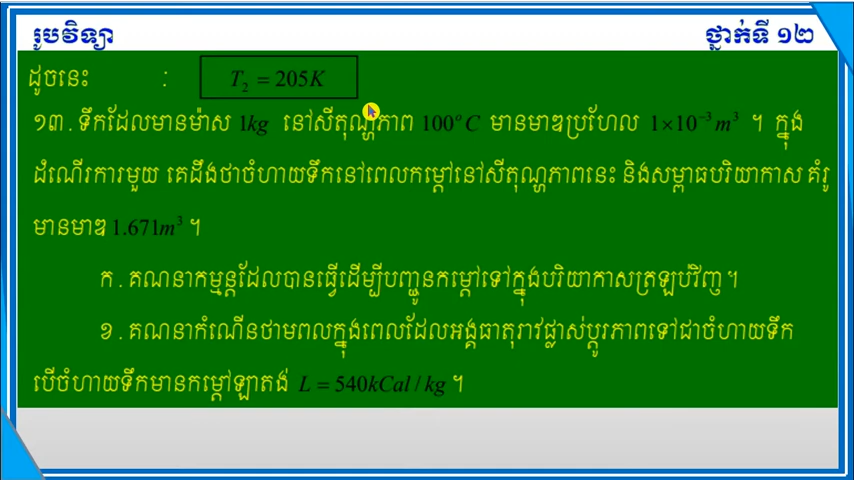 រូបវិទ្យា ថ្នាក់ទី ១២
ដូចនេះ : T₂ = 205K
១៣. ទឹកដែលមានម៉ាស 1kg នៅសីតុណ្ហភាព 100°C មានមាឌប្រហែល 1×10⁻³ m³ ។ ក្នុង
ដំណើរការមួយ គេដឹងថាចំហាយទឹកនៅពេលកម្តៅនៅសីតុណ្ហភាពនេះ និងសម្ពាធបរិយាកាស គំរូ
មានមាឌ 1.671m³ ។
ក. គណនាកម្មន្តដែលបានធ្វើដើម្បីបញ្ជូនកម្តៅទៅក្នុងបរិយាកាសត្រឡប់វិញ។
ខ. គណនាកំណើនថាមពលក្នុងពេលដែលអង្គធាតុរាវផ្លាស់ប្តូរភាពទៅជាចំហាយទឹក
បើចំហាយទឹកមានកម្តៅឡាតង់ L = 540kCal / kg ។